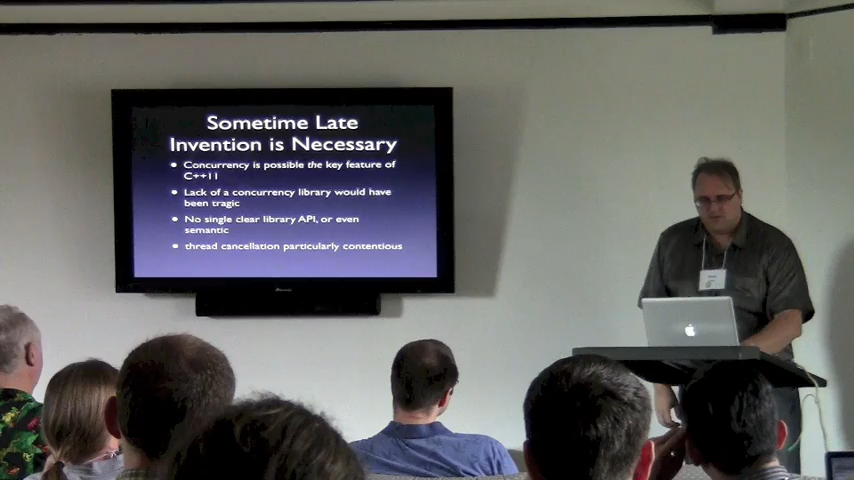 Sometime Late
Invention is Necessary
Concurrency is possible the key feature of
C++11
Lack of a concurrency library would have
been tragic
No single clear library API, or even
semantic
thread cancellation particularly contentious